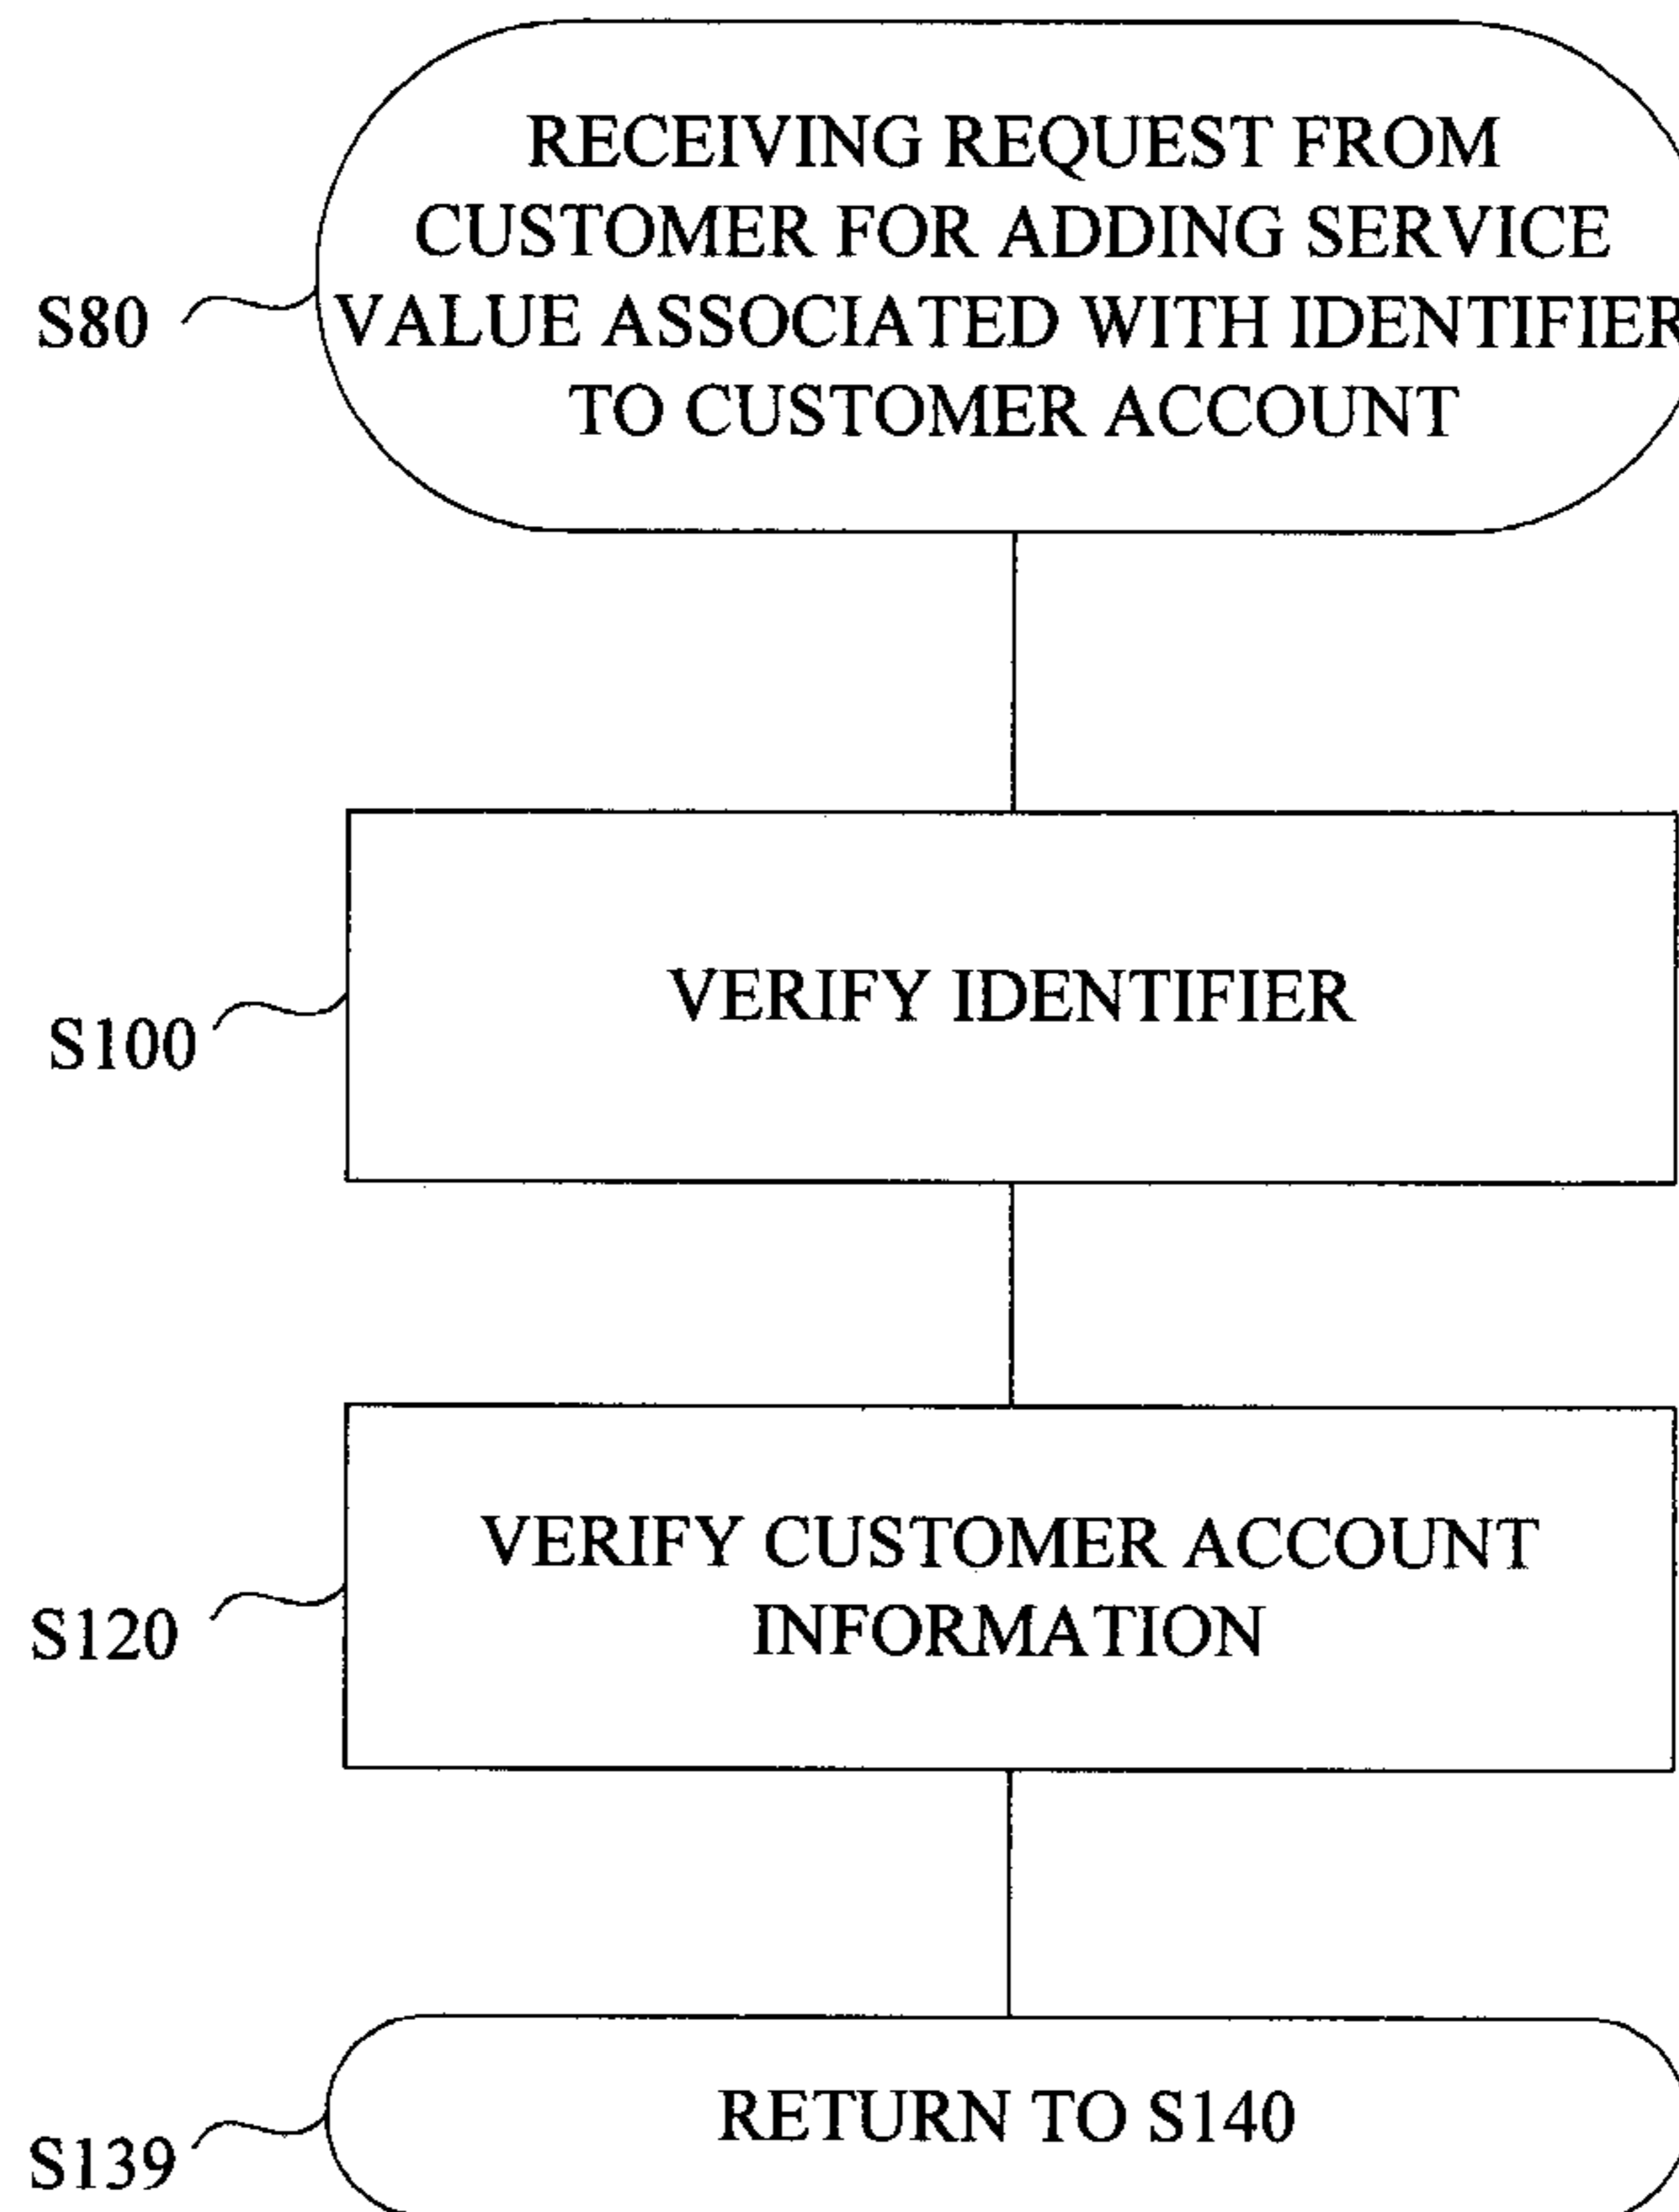 RECEIVING REQUEST FROM
CUSTOMER FOR ADDING SERVICE
S80
VALUE ASSOCIATED WITH IDENTIFIER
TO CUSTOMER ACCOUNT
VERIFY IDENTIFIER
S100
VERIFY CUSTOMER ACCOUNT
INFORMATION
S120
RETURN TO S140
S139